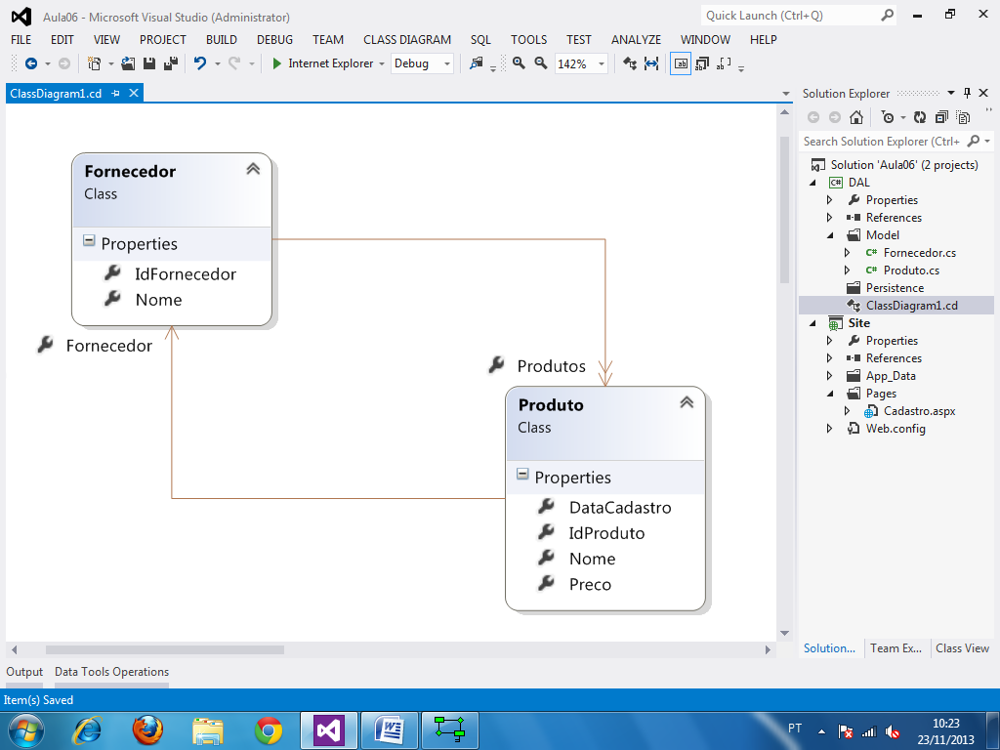 Aula06 - Microsoft Visual Studio (Administrator)
Quick Launch (Ctrl+Q)
FILE EDIT VIEW PROJECT BUILD DEBUG TEAM CLASS DIAGRAM SQL TOOLS TEST ANALYZE WINDOW HELP
Internet Explorer Debug 142%
ClassDiagram1.cd
Fornecedor
Class
Properties
IdFornecedor
Nome
Fornecedor
Produtos
Produto
Class
Properties
DataCadastro
IdProduto
Nome
Preco
Solution Explorer
Search Solution Explorer (Ctrl+
Solution 'Aula06' (2 projects)
C# DAL
Properties
References
Model
C# Fornecedor.cs
C# Produto.cs
Persistence
ClassDiagram1.cd
Site
Properties
References
App_Data
Pages
Cadastro.aspx
Web.config
Solution... Team Ex... Class View
Output Data Tools Operations
Item(s) Saved
PT
10:23
23/11/2013